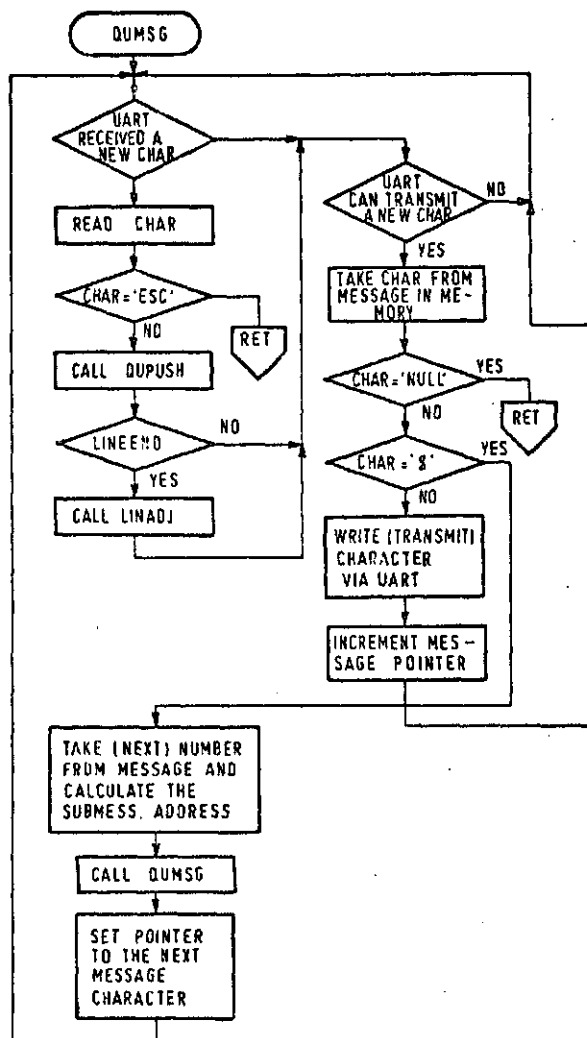 QUMSG
UART
RECEIVED A
NEW CHAR
READ CHAR
CHAR='ESC'
NO
RET
CALL QUPUSH
LINEEND
NO
YES
CALL LINADJ
UART
CAN TRANSMIT
A NEW CHAR
NO
YES
TAKE CHAR FROM
MESSAGE IN ME-
MORY
CHAR='NULL'
YES
NO
RET
CHAR='&'
YES
NO
WRITE (TRANSMIT)
CHARACTER
VIA UART
INCREMENT MES-
SAGE POINTER
TAKE (NEXT) NUMBER
FROM MESSAGE AND
CALCULATE THE
SUBMESS. ADDRESS
CALL QUMSG
SET POINTER
TO THE NEXT
MESSAGE
CHARACTER